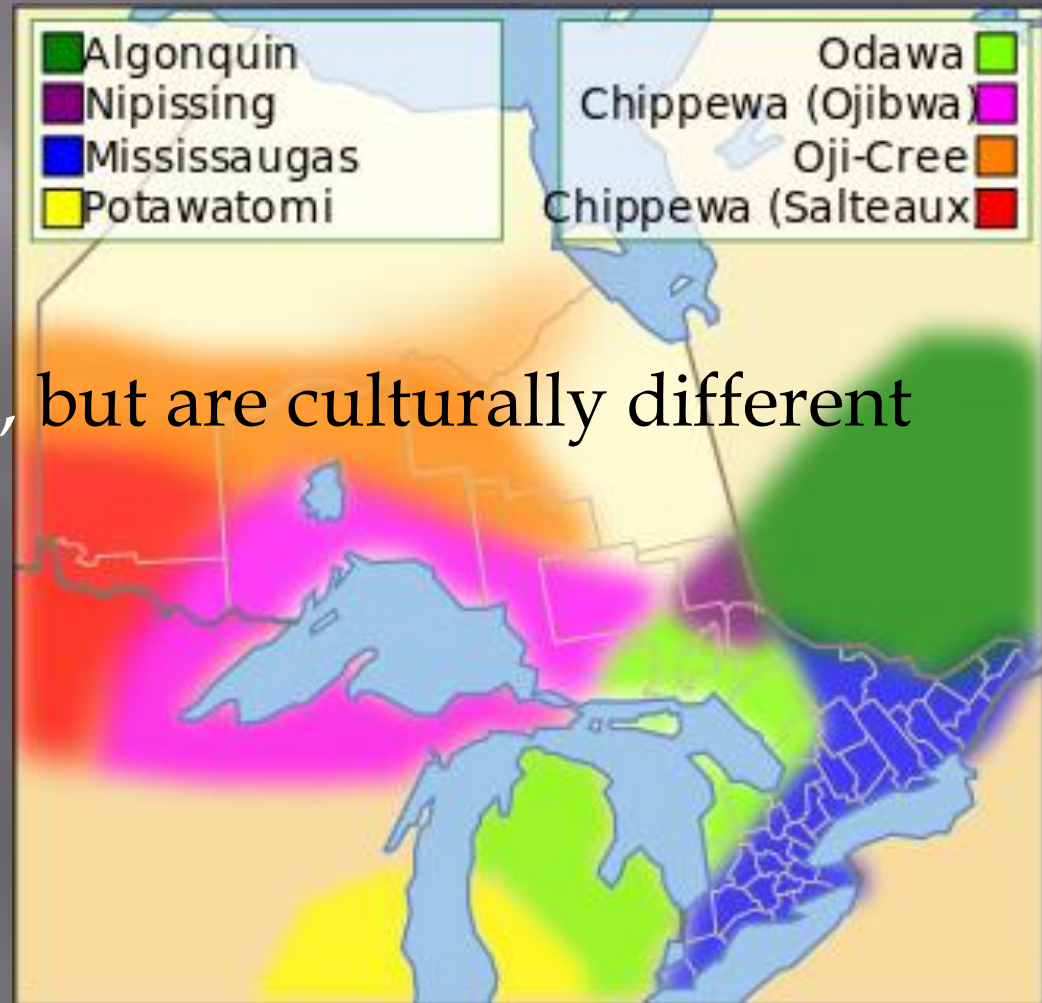 Algonquin
Nipissing
Mississaugas
Potawatomi
Odawa
Chippewa (Ojibwa)
Oji-Cree
Chippewa (Salteaux
, but are culturally different